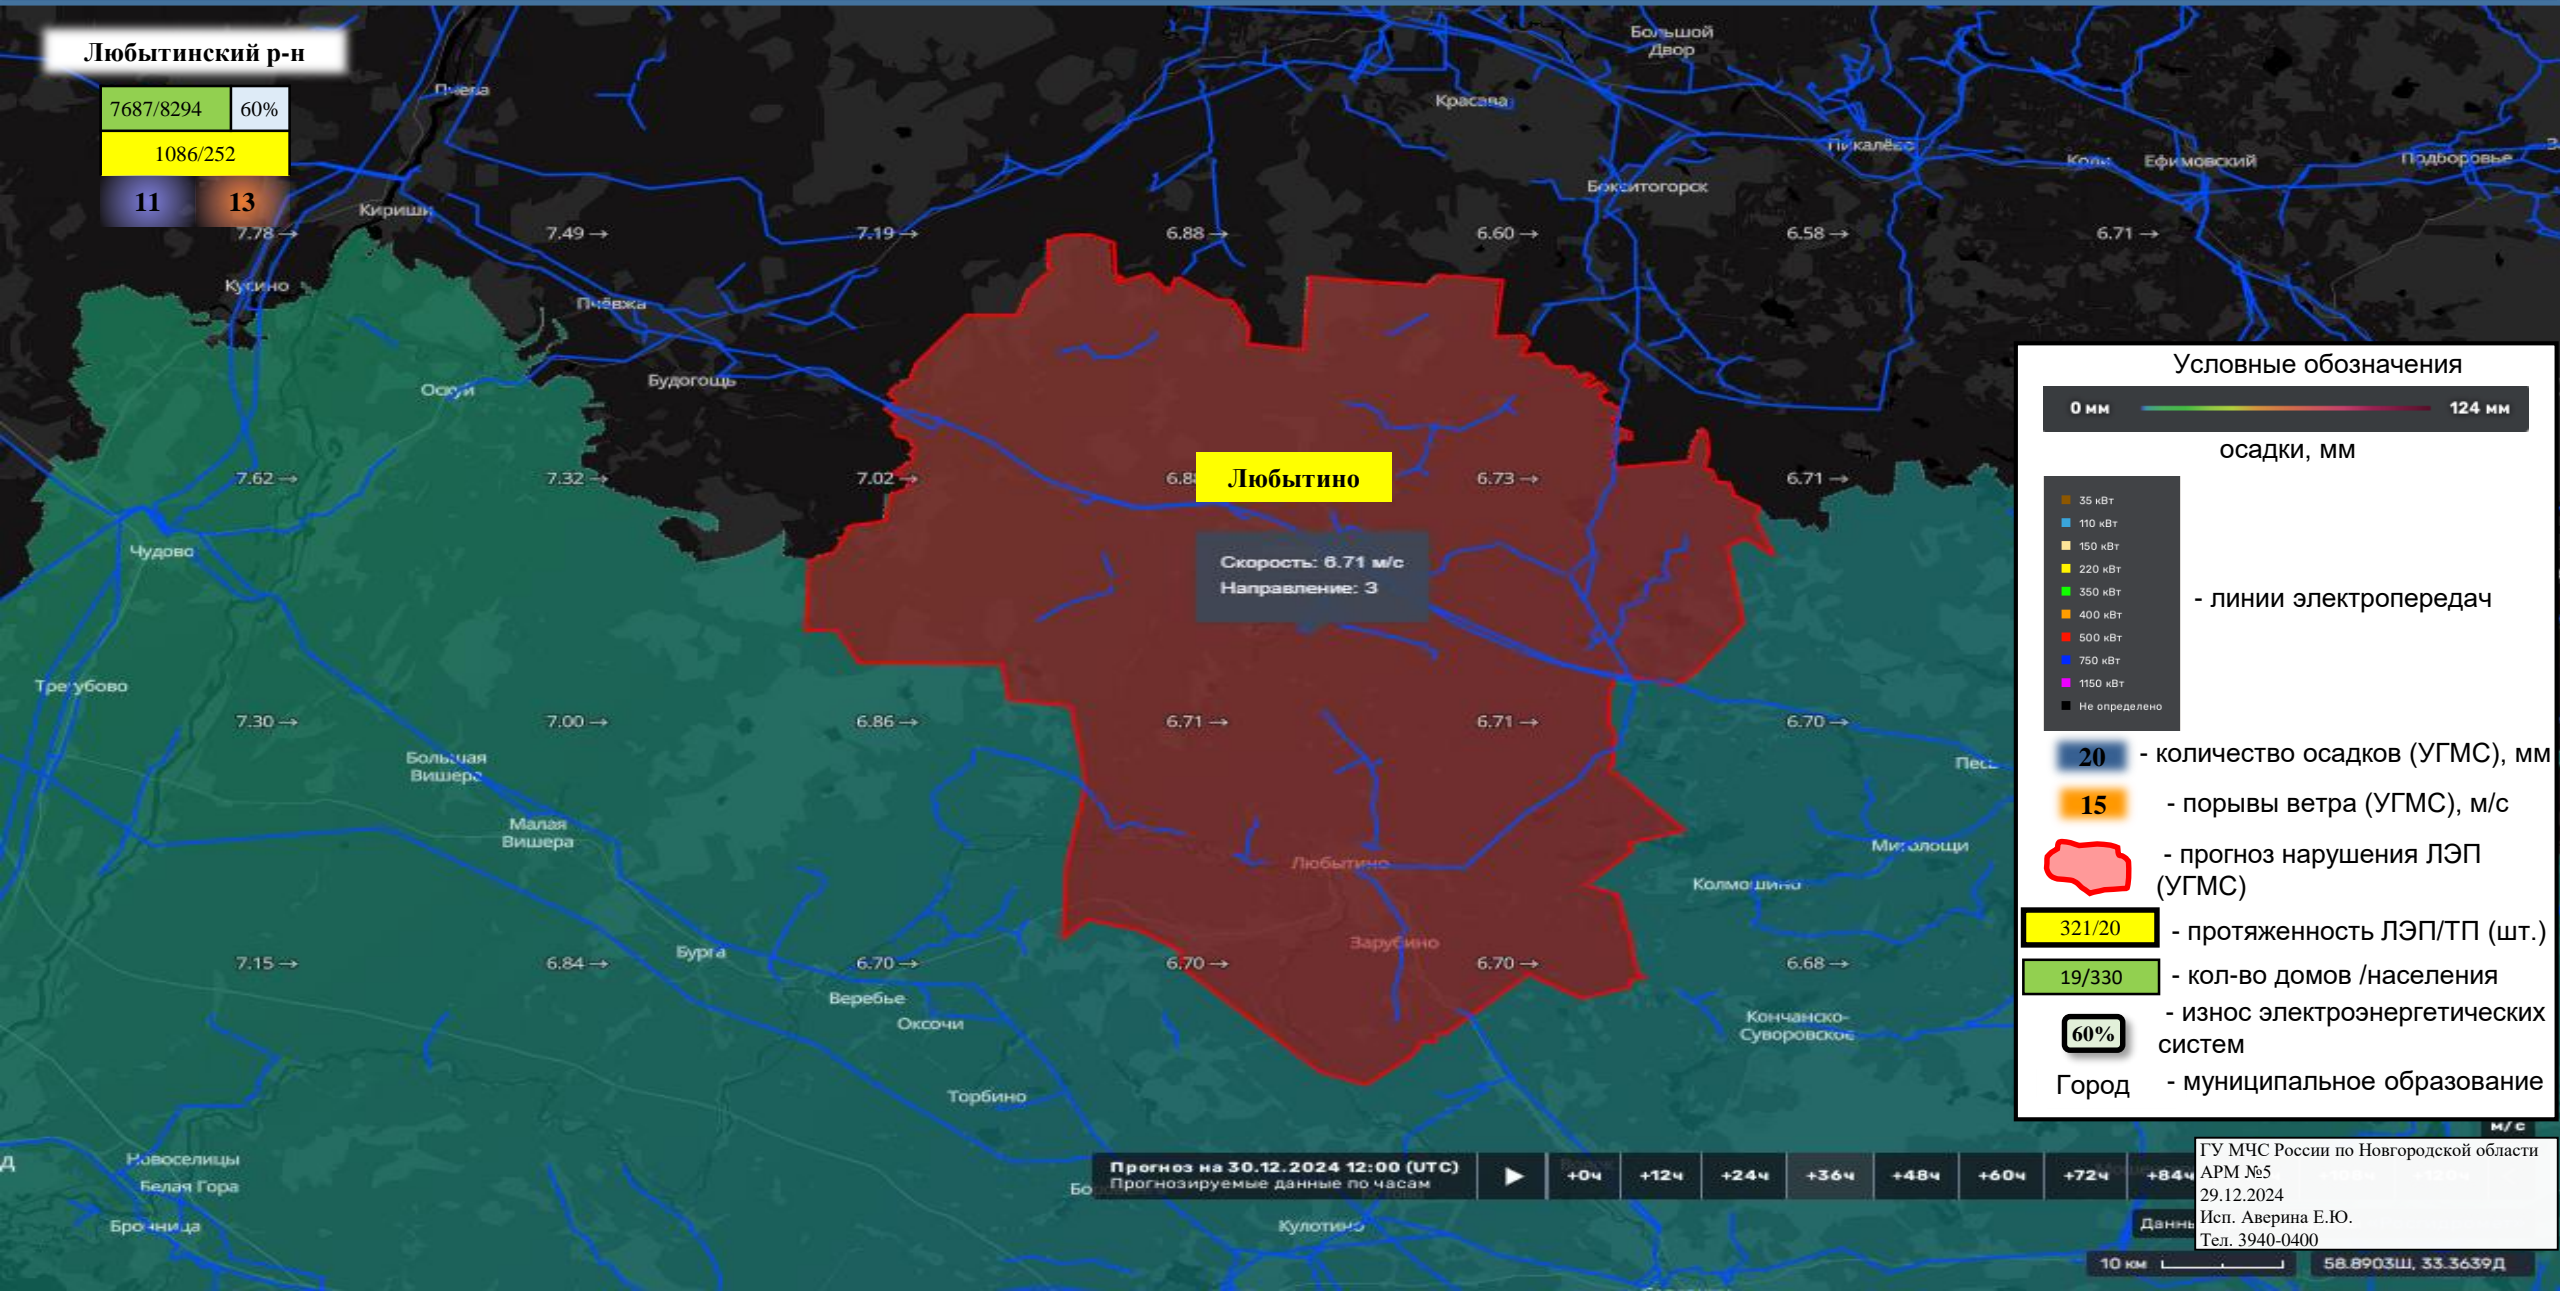 Любытинский р-н
7687/8294 60%
1086/252
11 13
Большой
Двор
Пчева
Красава
Пикалёво
Коли
Ефимовский
Подборовье
Бокситогорск
Кириши
7.78 →
7.49 →
7.19 →
6.88 →
6.60 →
6.58 →
6.71 →
Кусино
Пчёвжа
Будогощь
Оскуй
7.62 →
7.32 →
7.02 →
6.8
Любытино
6.73 →
6.71 →
Чудово
Скорость: 6.71 м/с
Направление: З
Трегубово
7.30 →
7.00 →
6.86 →
6.71 →
6.71 →
6.70 →
Большая
Вишера
Малая
Вишера
Любытино
Миголощи
Колмошино
Зарубино
Бурга
7.15 →
6.84 →
6.70 →
6.70 →
6.70 →
6.68 →
Веребье
Оксочи
Кончанско-
Суворовское
Торбино
Новоселицы
Белая Гора
Бронница
Кулотино
Условные обозначения
0 мм 124 мм
осадки, мм
35 кВт
110 кВт
150 кВт
220 кВт
350 кВт
400 кВт
500 кВт
750 кВт
1150 кВт
Не определено
- линии электропередач
20 - количество осадков (УГМС), мм
15 - порывы ветра (УГМС), м/с
- прогноз нарушения ЛЭП
(УГМС)
321/20 - протяженность ЛЭП/ТП (шт.)
19/330 - кол-во домов /населения
60% - износ электроэнергетических
систем
Город - муниципальное образование
м/с
Прогноз на 30.12.2024 12:00 (UTC)
Прогнозируемые данные по часам
+0ч +12ч +24ч +36ч +48ч +60ч +72ч +84ч
ГУ МЧС России по Новгородской области
АРМ №5
29.12.2024
Исп. Аверина Е.Ю.
Тел. 3940-0400
10 км
58.8903Ш, 33.3639Д